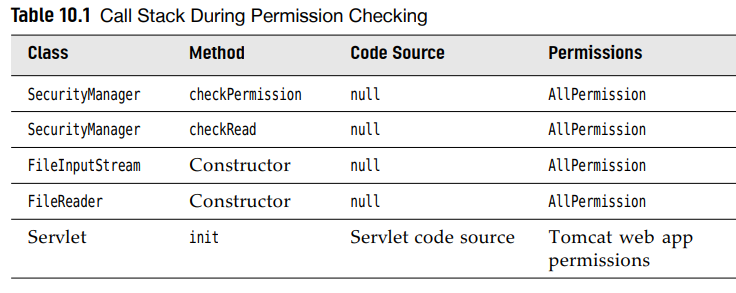 Table 10.1 Call Stack During Permission Checking
Class Method Code Source Permissions
SecurityManager checkPermission null AllPermission
SecurityManager checkRead null AllPermission
FileInputStream Constructor null AllPermission
FileReader Constructor null AllPermission
Servlet init Servlet code source Tomcat web app
permissions